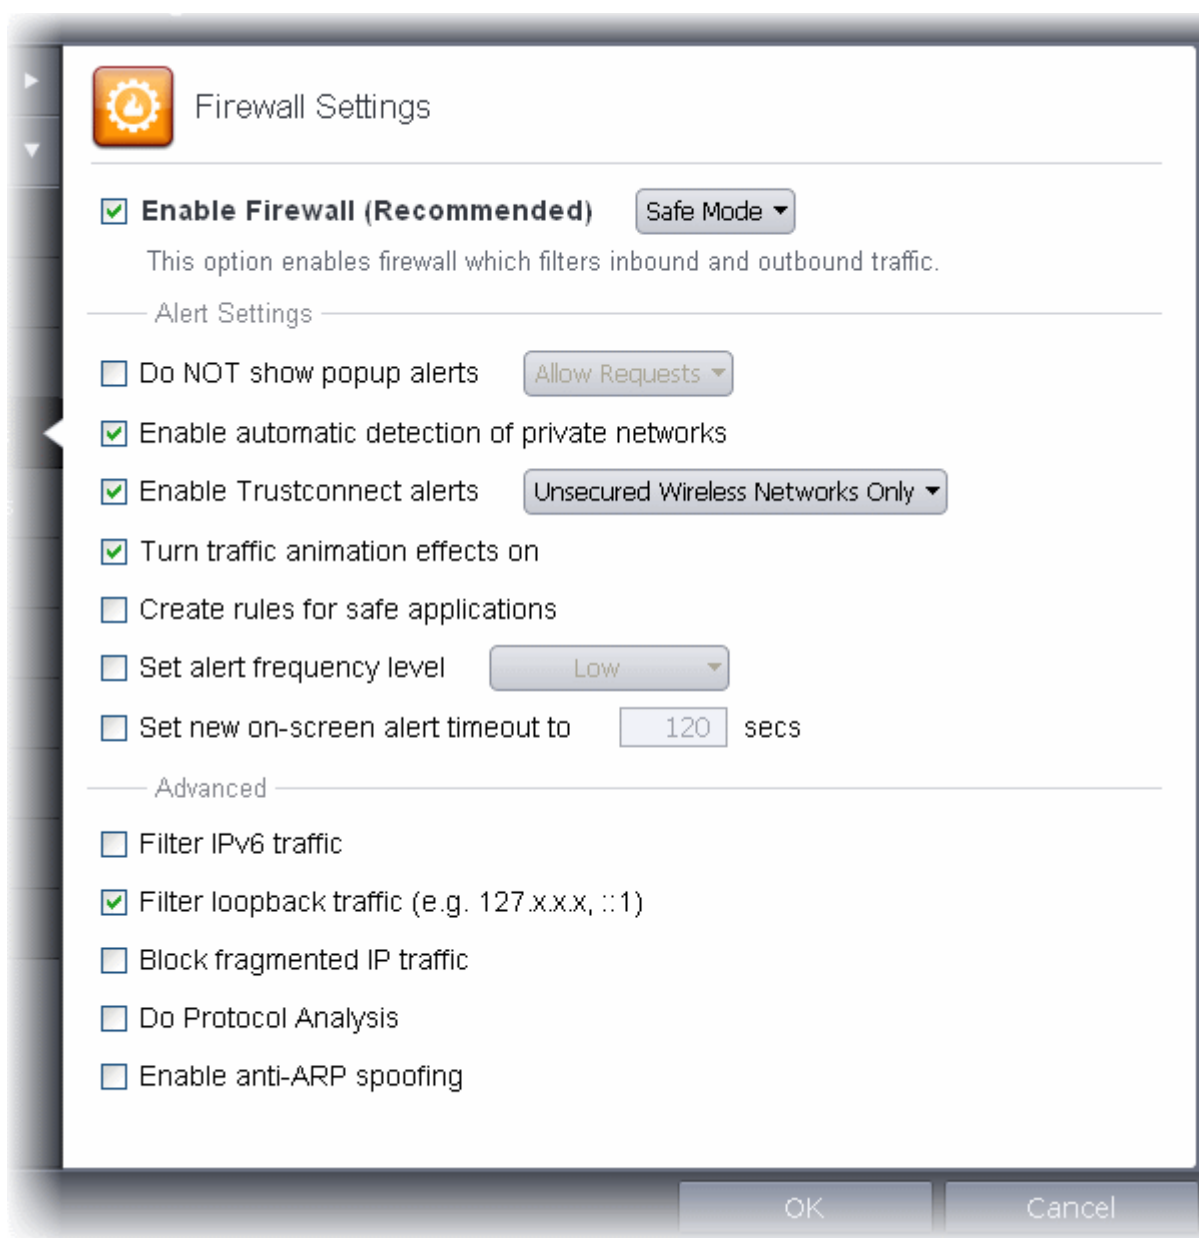 Firewall Settings
Enable Firewall (Recommended) Safe Mode
This option enables firewall which filters inbound and outbound traffic.
Alert Settings
Do NOT show popup alerts Allow Requests
Enable automatic detection of private networks
Enable Trustconnect alerts Unsecured Wireless Networks Only
Turn traffic animation effects on
Create rules for safe applications
Set alert frequency level Low
Set new on-screen alert timeout to 120 secs
Advanced
Filter IPv6 traffic
Filter loopback traffic (e.g. 127.x.x.x, ::1)
Block fragmented IP traffic
Do Protocol Analysis
Enable anti-ARP spoofing
OK Cancel